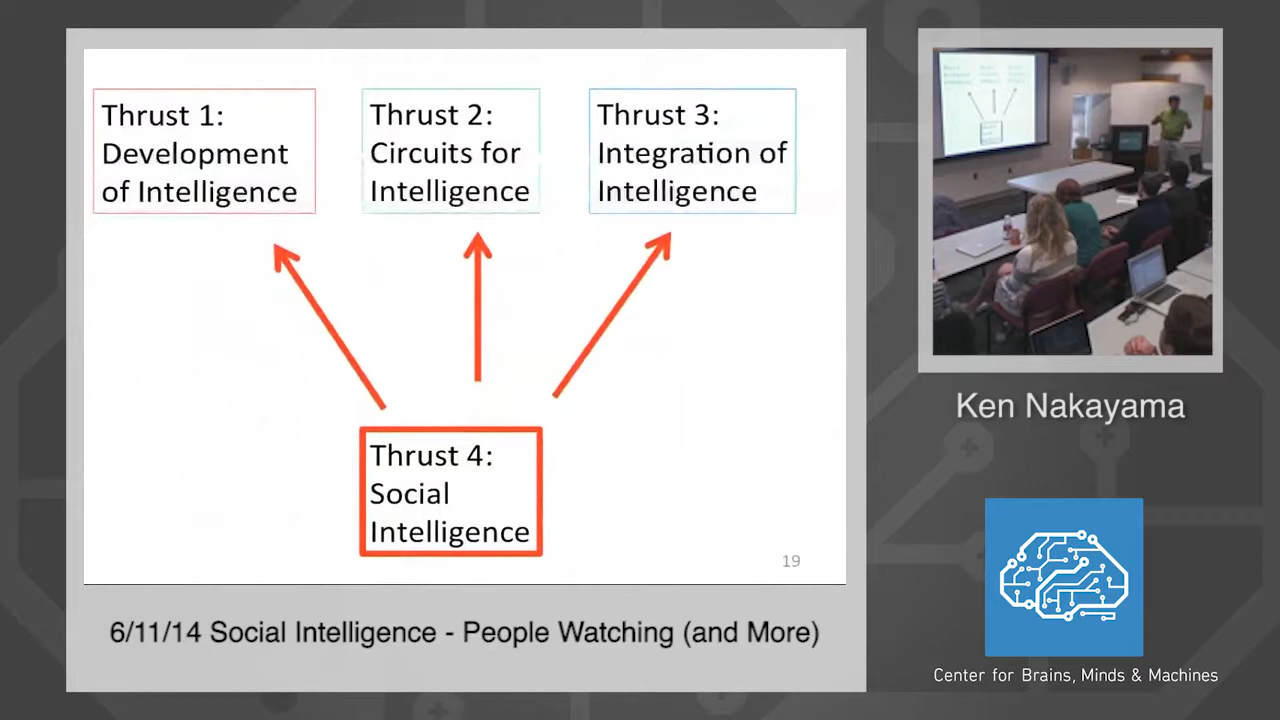 Thrust 1:
Development
of Intelligence
Thrust 2:
Circuits for
Intelligence
Thrust 3:
Integration of
Intelligence
Thrust 4:
Social
Intelligence
19
6/11/14 Social Intelligence - People Watching (and More)
Ken Nakayama
Center for Brains, Minds & Machines